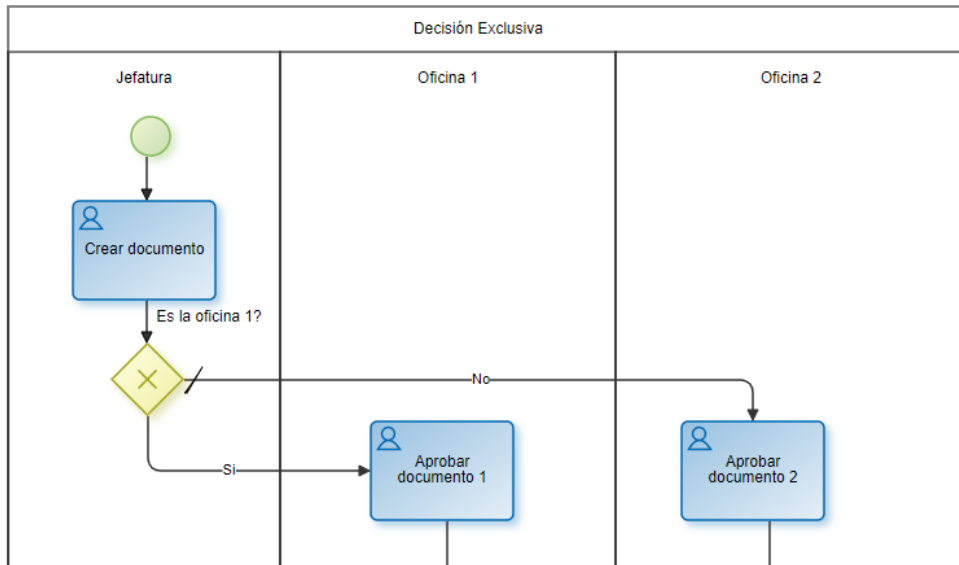 Decisión Exclusiva
Jefatura
Oficina 1
Oficina 2
Crear documento
Es la oficina 1?
No
Si
Aprobar
documento 1
Aprobar
documento 2